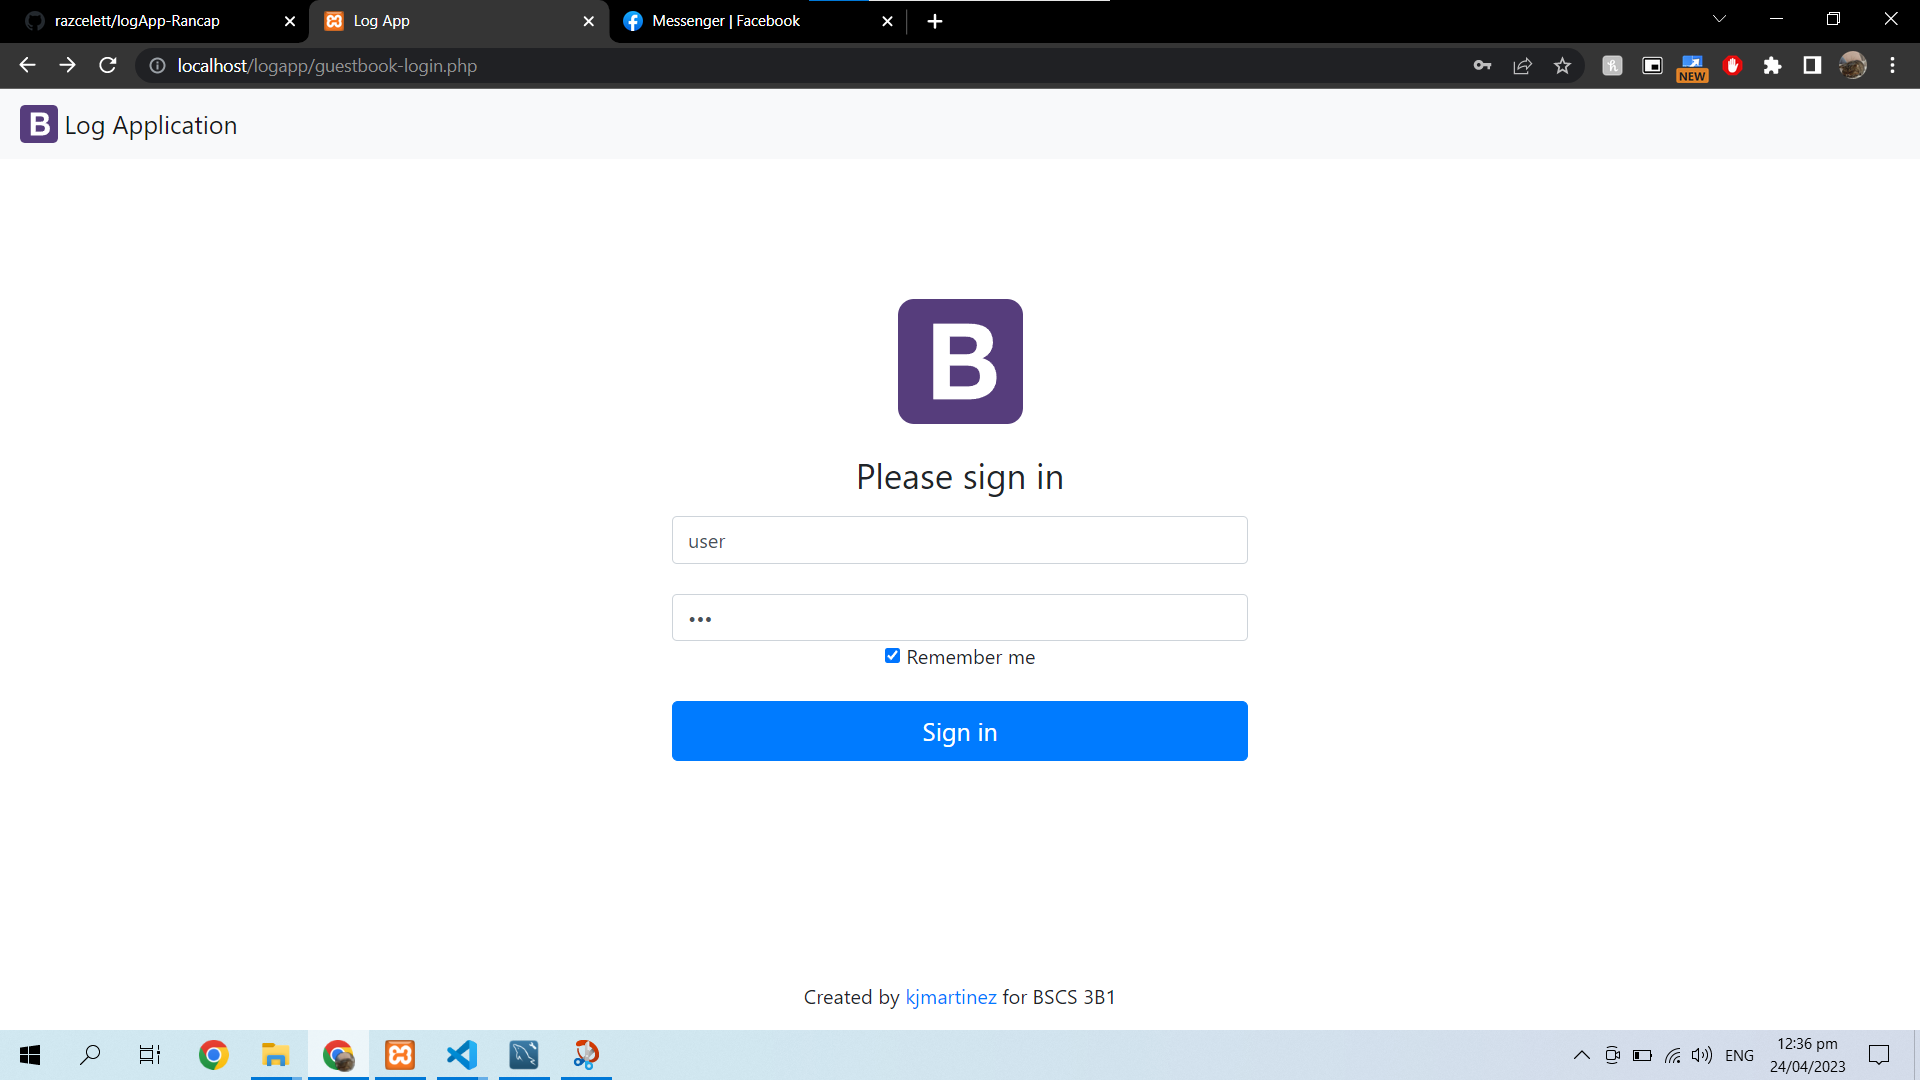 razcelett/logApp-Rancap
Log App
Messenger | Facebook
localhost/logapp/guestbook-login.php
NEW
B Log Application
B
Please sign in
user
•••
Remember me
Sign in
Created by kjmartinez for BSCS 3B1
ENG
12:36 pm
24/04/2023